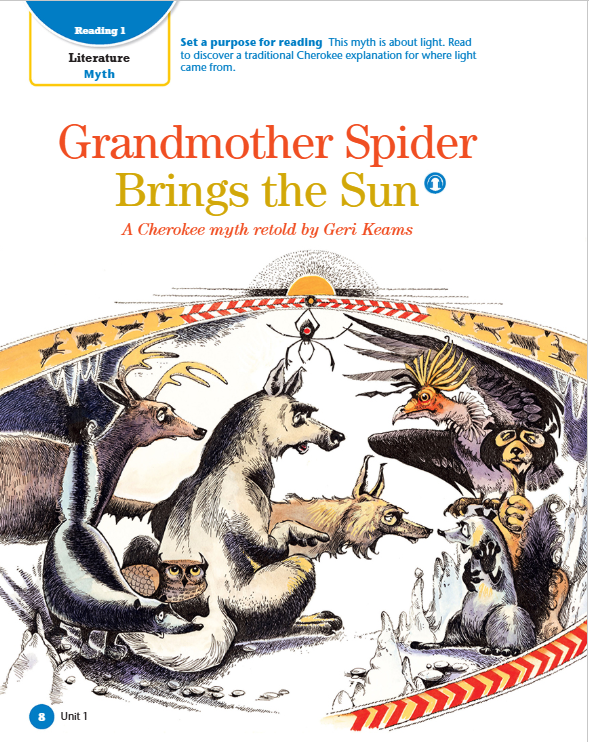 Reading 1
Literature
Myth
Set a purpose for reading This myth is about light. Read
to discover a traditional Cherokee explanation for where light
came from.
Grandmother Spider
Brings the Sun
A Cherokee myth retold by Geri Keams
8 Unit 1